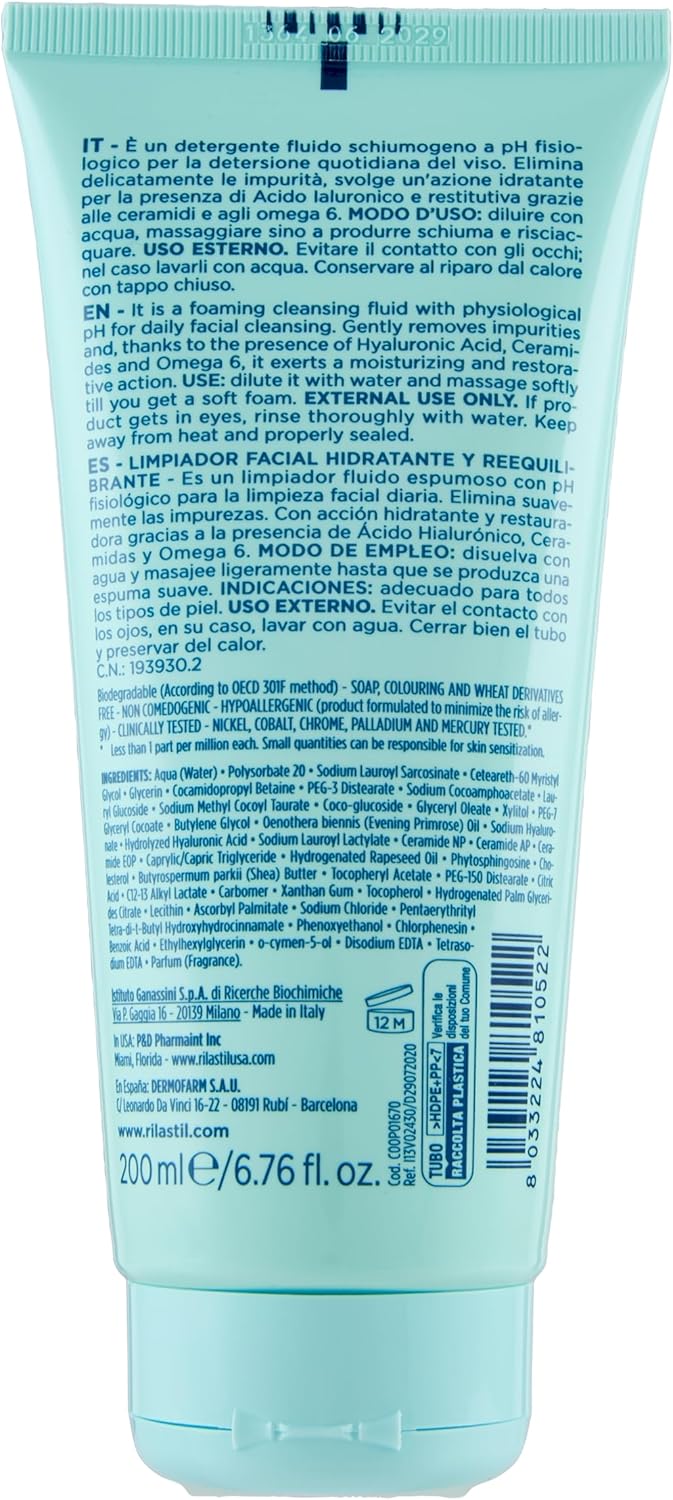 1364 06 2029
IT - È un detergente fluido schiumogeno a pH fisio-
logico per la detersione quotidiana del viso. Elimina
delicatamente le impurità, svolge un'azione idratante
per la presenza di Acido Ialuronico e restitutiva grazie
alle ceramidi e agli omega 6. MODO D'USO: diluire con
acqua, massaggiare sino a produrre schiuma e risciac-
quare. USO ESTERNO. Evitare il contatto con gli occhi;
nel caso lavarli con acqua. Conservare al riparo dal calore
con tappo chiuso.
EN - It is a foaming cleansing fluid with physiological
pH for daily facial cleansing. Gently removes impurities
and, thanks to the presence of Hyaluronic Acid, Cerami-
des and Omega 6, it exerts a moisturizing and restora-
tive action. USE: dilute it with water and massage softly
till you get a soft foam. EXTERNAL USE ONLY. If pro-
duct gets in eyes, rinse thoroughly with water. Keep
away from heat and properly sealed.
ES - LIMPIADOR FACIAL HIDRATANTE Y REEQUILI-
BRANTE - Es un limpiador fluido espumoso con pH
fisiológico para la limpieza facial diaria. Elimina suave-
mente las impurezas. Con acción hidratante y restaura-
dora gracias a la presencia de Ácido Hialurónico, Cera-
midas y Omega 6. MODO DE EMPLEO: disuelva con
agua y masajee ligeramente hasta que se produzca una
espuma suave. INDICACIONES: adecuado para todos
los tipos de piel. USO EXTERNO. Evitar el contacto con
los ojos, en su caso, lavar con agua. Cerrar bien el tubo
y preservar del calor.
C.N.: 193930.2
Biodegradable (According to OECD 301F method) - SOAP, COLOURING AND WHEAT DERIVATIVES
FREE - NON COMEDOGENIC - HYPOALLERGENIC (product formulated to minimize the risk of aller-
gy) - CLINICALLY TESTED - NICKEL, COBALT, CHROME, PALLADIUM AND MERCURY TESTED.*
* Less than 1 part per million each. Small quantities can be responsible for skin sensitization.
INGREDIENTS: Aqua (Water) • Polysorbate 20 • Sodium Lauroyl Sarcosinate • Ceteareth-60 Myristyl
Glycol • Glycerin • Cocamidopropyl Betaine • PEG-3 Distearate • Sodium Cocoamphoacetate • Lau-
ryl Glucoside • Sodium Methyl Cocoyl Taurate • Coco-glucoside • Glyceryl Oleate • Xylitol • PEG-7
Glyceryl Cocoate • Butylene Glycol • Oenothera biennis (Evening Primrose) Oil • Sodium Hyaluro-
nate • Hydrolyzed Hyaluronic Acid • Sodium Lauroyl Lactylate • Ceramide NP • Ceramide AP • Cera-
mide EOP • Caprylic/Capric Triglyceride • Hydrogenated Rapeseed Oil • Phytosphingosine • Cho-
lesterol • Butyrospermum parkii (Shea) Butter • Tocopheryl Acetate • PEG-150 Distearate • Citric
Acid • C12-13 Alkyl Lactate • Carbomer • Xanthan Gum • Tocopherol • Hydrogenated Palm Glyceri-
des Citrate • Lecithin • Ascorbyl Palmitate • Sodium Chloride • Pentaerythrityl
Tetra-di-t-Butyl Hydroxyhydrocinnamate • Phenoxyethanol • Chlorphenesin •
Benzoic Acid • Ethylhexylglycerin • o-cymen-5-ol • Disodium EDTA • Tetraso-
dium EDTA • Parfum (Fragrance).
Istituto Ganassini S.p.A. di Ricerche Biochimiche
Via P. Gaggia 16 - 20139 Milano - Made in Italy
In USA: P&D Pharmaint Inc
Miami, Florida - www.rilastilusa.com
En España: DERMOFARM S.A.U.
C/ Leonardo Da Vinci 16-22 - 08191 Rubí - Barcelona
www.rilastil.com
200 ml e/6.76 fl. oz.
12 M
Cod. C00P01670
Ref. I13V02430/D29072020
TUBO >HDPE+PP<7
RACCOLTA PLASTICA
Verifica le
disposizioni
del tuo Comune
8 033224 810522